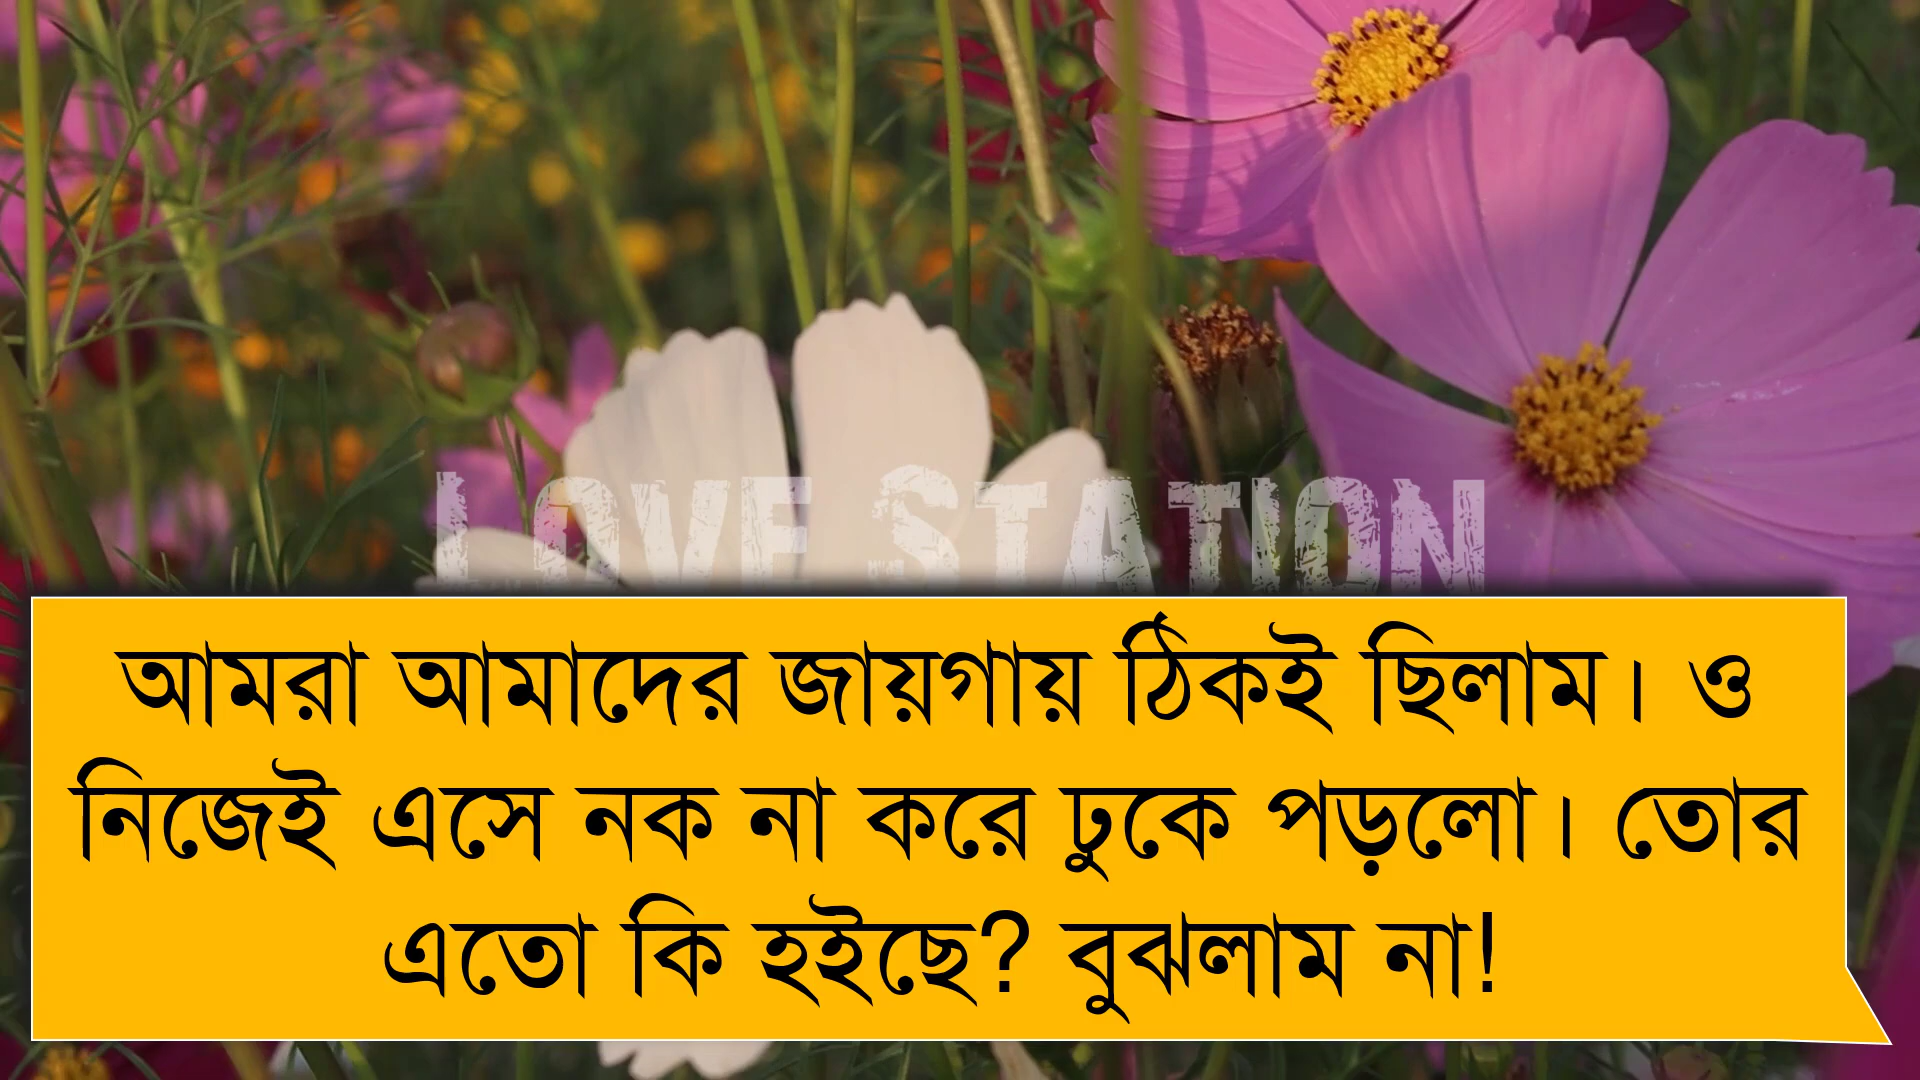 LOVE STATION
আমরা আমাদের জায়গায় ঠিকই ছিলাম। ও
নিজেই এসে নক না করে ঢুকে পড়লো। তোর
এতো কি হইছে? বুঝলাম না!